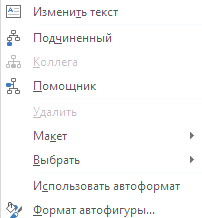 Изменить текст
Подчиненный
Коллега
Помощник
Удалить
Макет
Выбрать
Использовать автоформат
Формат автофигуры...